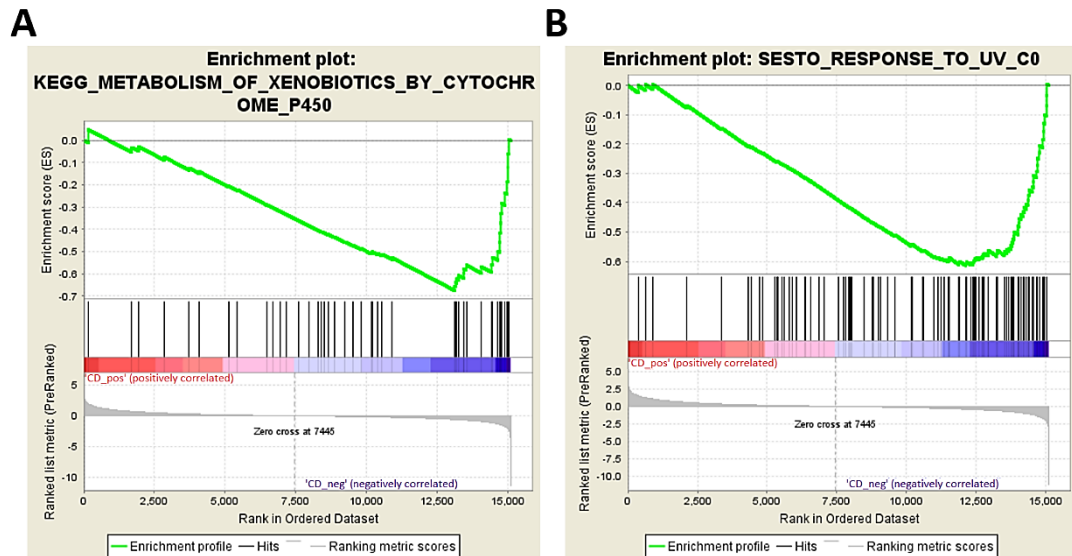 A
Enrichment plot:
KEGG_METABOLISM_OF_XENOBIOTICS_BY_CYTOCHR
OME_P450
Enrichment score (ES)
0.0
-0.1
-0.2
-0.3
-0.4
-0.5
-0.6
-0.7
'CD_pos' (positively correlated)
Ranked list metric (PreRanked)
5
0
-5
-10
Zero cross at 7445
'CD_neg' (negatively correlated)
0
2,500
5,000
7,500
10,000
12,500
15,000
Rank in Ordered Dataset
Enrichment profile
Hits
Ranking metric scores
B
Enrichment plot: SESTO_RESPONSE_TO_UV_C0
Enrichment score (ES)
0.0
-0.1
-0.2
-0.3
-0.4
-0.5
-0.6
'CD_pos' (positively correlated)
Ranked list metric (PreRanked)
5.0
2.5
0.0
-2.5
-5.0
-7.5
-10.0
Zero cross at 7445
'CD_neg' (negatively correlated)
0
2,500
5,000
7,500
10,000
12,500
15,000
Rank in Ordered Dataset
Enrichment profile
Hits
Ranking metric scores